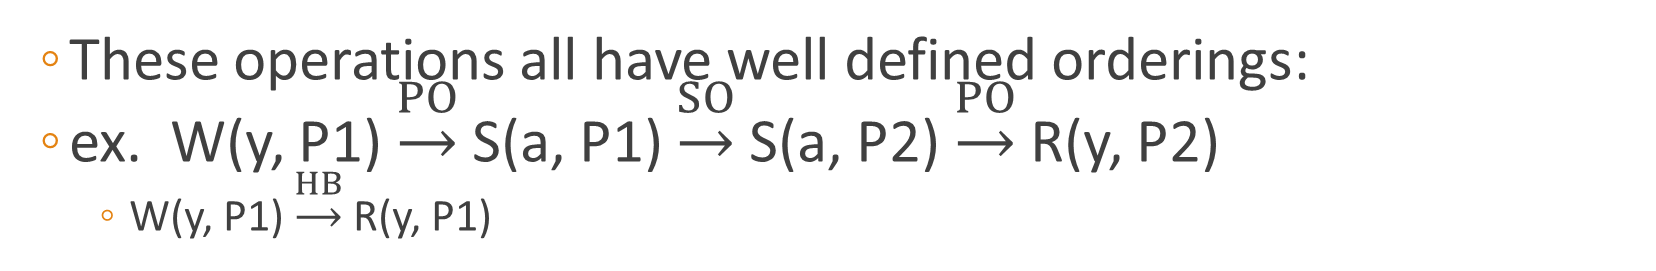 ◦ These operations all have well defined orderings:
PO SO PO
◦ ex. W(y, P1) ⟶ S(a, P1) ⟶ S(a, P2) ⟶ R(y, P2)
HB
◦ W(y, P1) ⟶ R(y, P1)